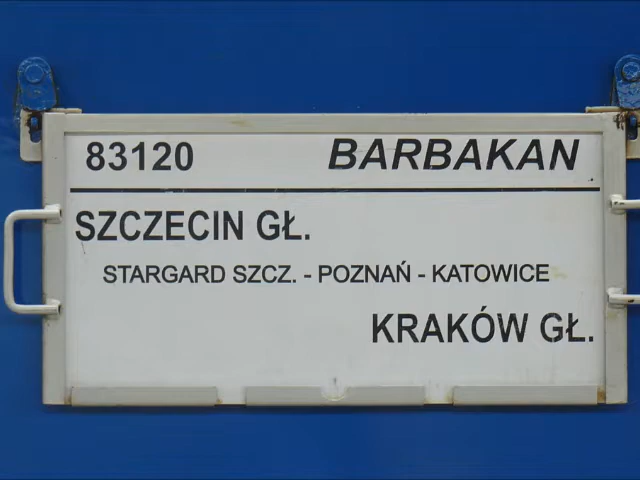 83120 BARBAKAN
SZCZECIN GŁ.
STARGARD SZCZ. - POZNAŃ - KATOWICE
KRAKÓW GŁ.